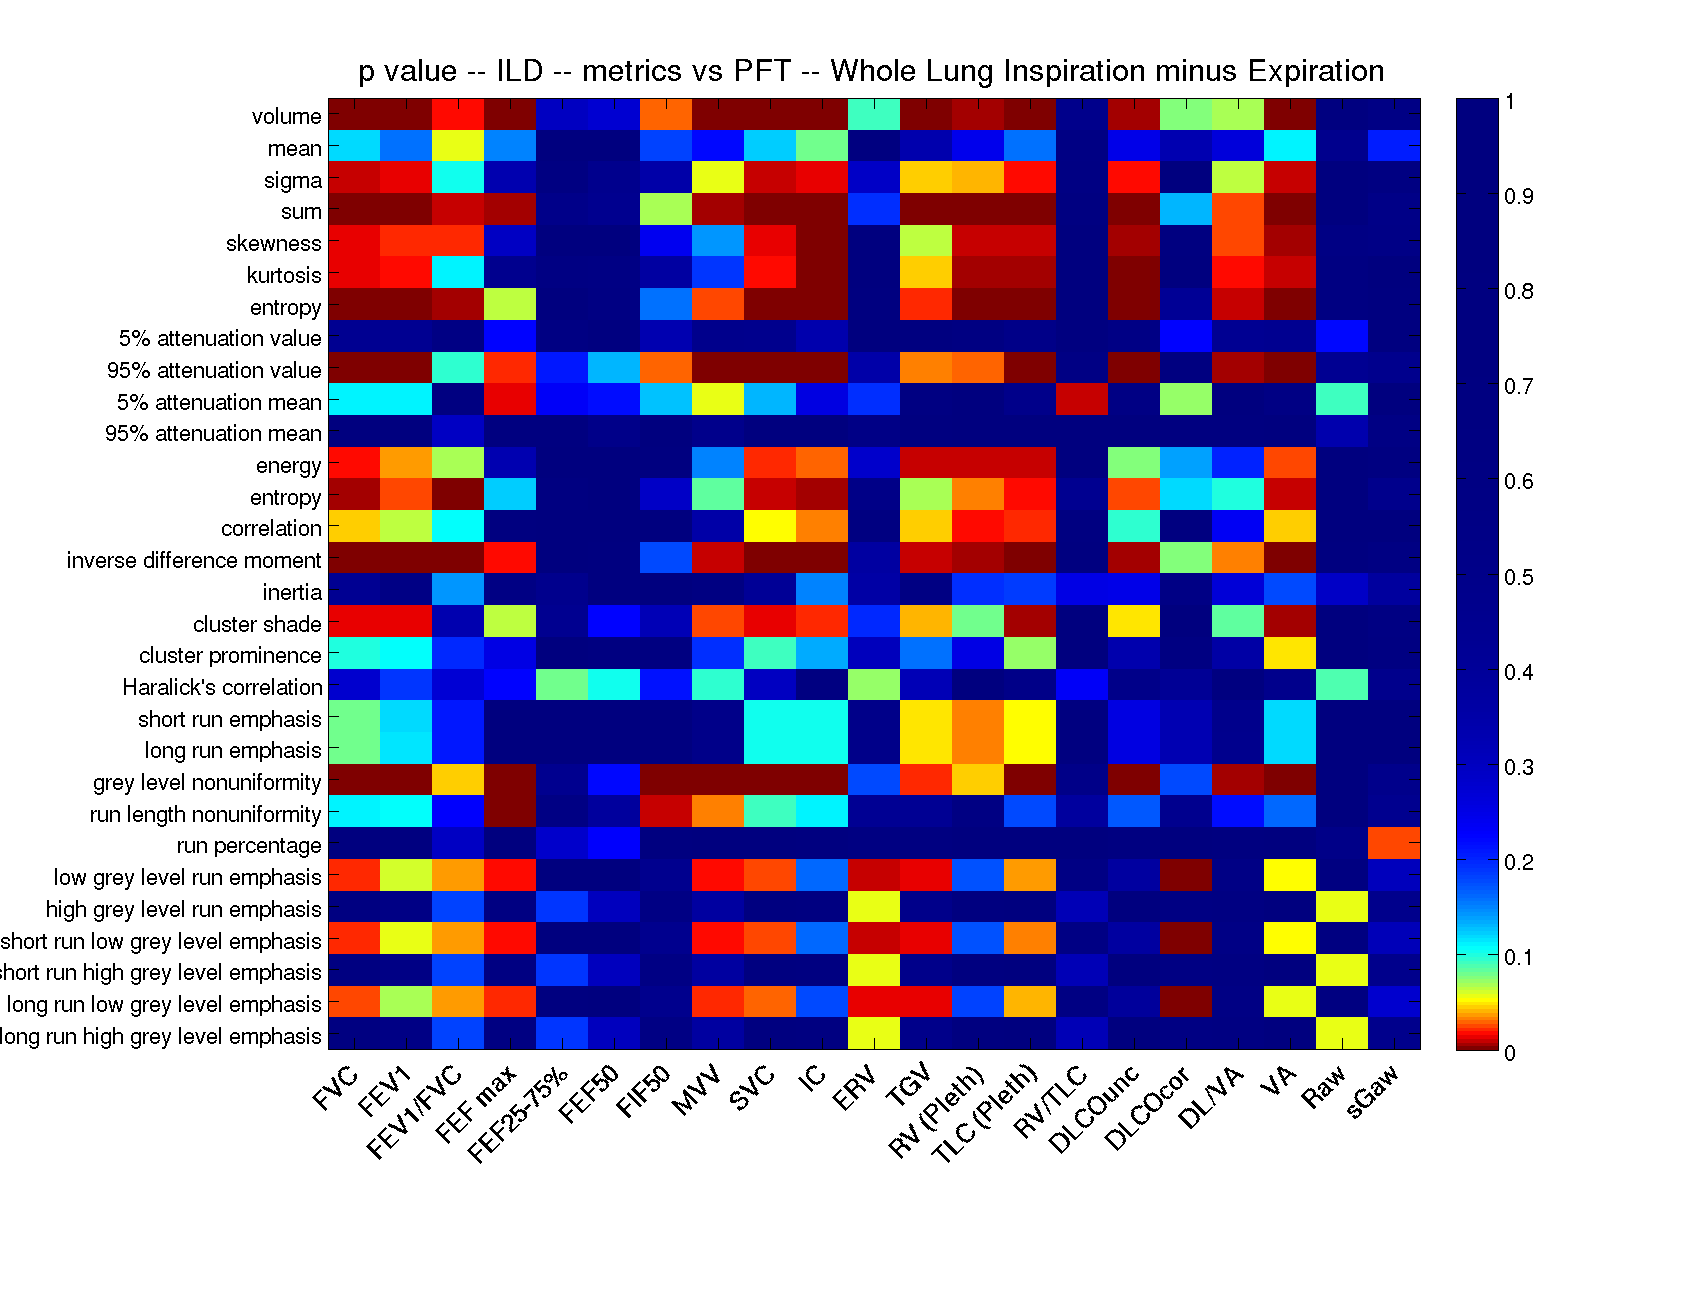 p value -- ILD -- metrics vs PFT -- Whole Lung Inspiration minus Expiration
volume
mean
sigma
sum
skewness
kurtosis
entropy
5% attenuation value
95% attenuation value
5% attenuation mean
95% attenuation mean
energy
entropy
correlation
inverse difference moment
inertia
cluster shade
cluster prominence
Haralick's correlation
short run emphasis
long run emphasis
grey level nonuniformity
run length nonuniformity
run percentage
low grey level run emphasis
high grey level run emphasis
short run low grey level emphasis
short run high grey level emphasis
long run low grey level emphasis
long run high grey level emphasis
FVC
FEV1
FEV1/FVC
FEF max
FEF25-75%
FEF50
FIF50
MVV
SVC
IC
ERV
TGV
RV (Pleth)
TLC (Pleth)
RV/TLC
DLCOunc
DLCOcor
DL/VA
VA
Raw
sGaw
1
0.9
0.8
0.7
0.6
0.5
0.4
0.3
0.2
0.1
0